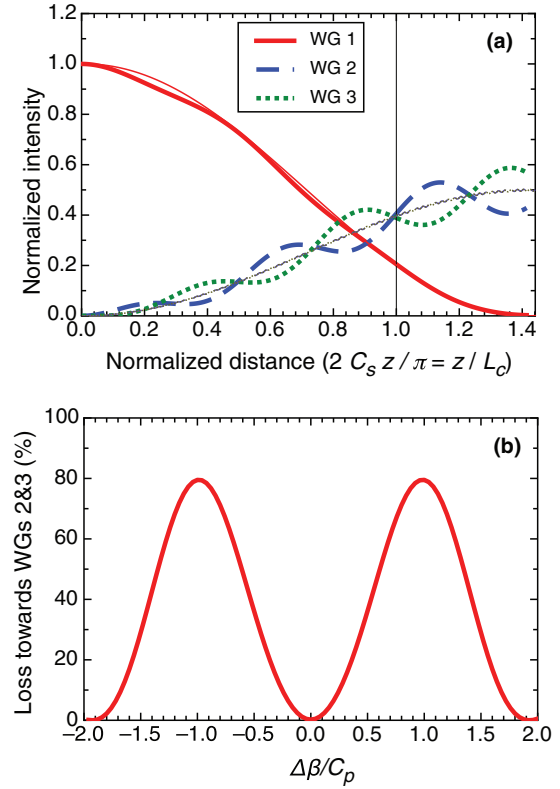 (a)
WG 1
WG 2
WG 3
Normalized intensity
1.2
1.0
0.8
0.6
0.4
0.2
0.0
0.0 0.2 0.4 0.6 0.8 1.0 1.2 1.4
Normalized distance (2 C_s z / π = z / L_c)
(b)
Loss towards WGs 2&3 (%)
100
80
60
40
20
0
−2.0 −1.5 −1.0 −0.5 0.0 0.5 1.0 1.5 2.0
Δβ/C_p